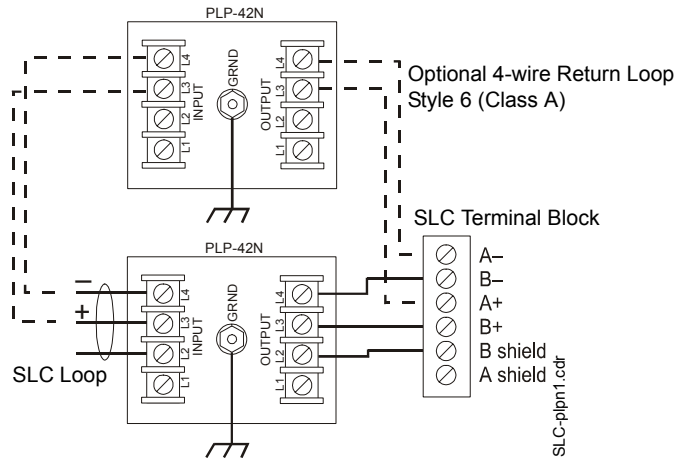 PLP-42N
L4
L3
L2
L1
INPUT
GRND
OUTPUT
L4
L3
L2
L1
Optional 4-wire Return Loop
Style 6 (Class A)
SLC Terminal Block
A–
B–
A+
B+
B shield
A shield
PLP-42N
–
+
SLC Loop
L4
L3
L2
L1
INPUT
GRND
OUTPUT
L4
L3
L2
L1
SLC-plpn1.cdr